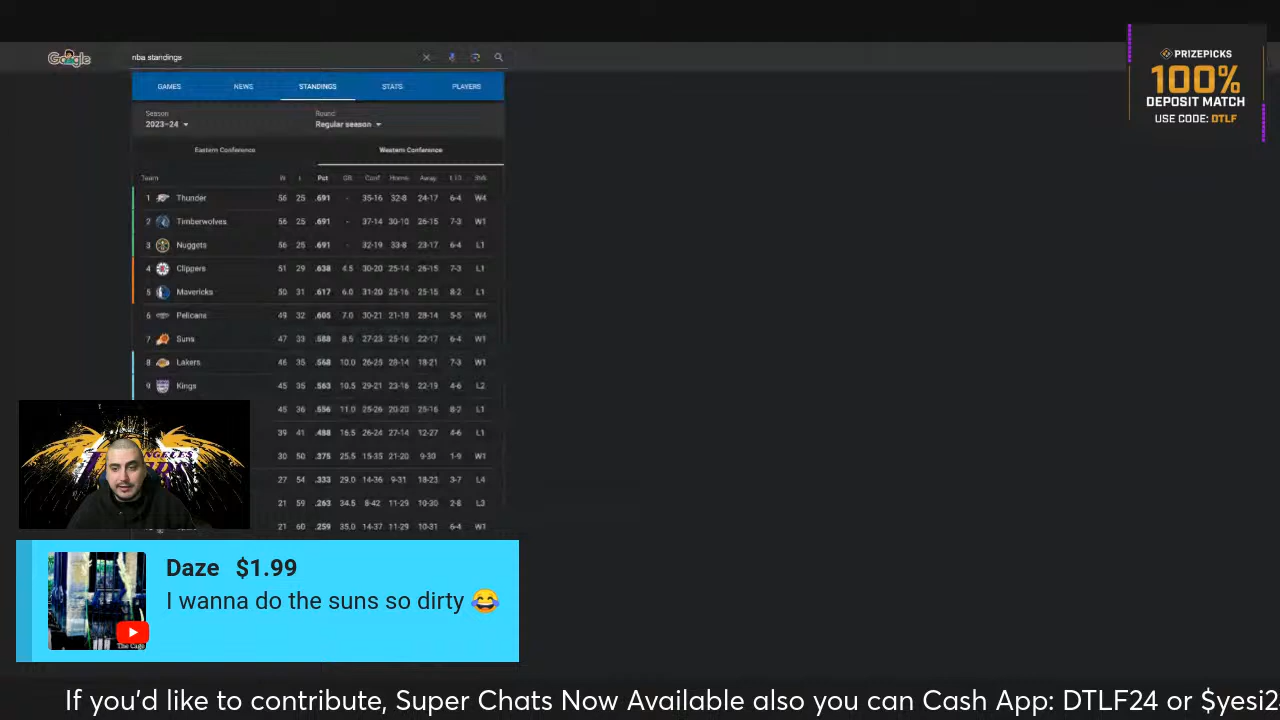 Google
nba standings
PRIZEPICKS
100%
DEPOSIT MATCH
USE CODE: DTLF
GAMES NEWS STANDINGS STATS PLAYERS
Season Round
2023–24 Regular season
Eastern Conference Western Conference
Team W L Pct GB Conf Home Away L10 Strk
1 Thunder 56 25 .691 - 35-16 32-8 24-17 6-4 W4
2 Timberwolves 56 25 .691 - 37-14 30-10 26-15 7-3 W1
3 Nuggets 56 25 .691 - 32-19 33-8 23-17 6-4 L1
4 Clippers 51 29 .638 4.5 30-20 25-14 26-15 7-3 L1
5 Mavericks 50 31 .617 6.0 31-20 25-16 25-15 8-2 L1
6 Pelicans 49 32 .605 7.0 30-21 21-18 28-14 5-5 W4
7 Suns 47 33 .588 8.5 27-23 25-16 22-17 6-4 W1
8 Lakers 46 35 .568 10.0 26-25 28-14 18-21 7-3 W1
9 Kings 45 35 .563 10.5 29-21 23-16 22-19 4-6 L2
45 36 .556 11.0 25-26 20-20 25-16 8-2 L1
39 41 .488 16.5 26-24 27-14 12-27 4-6 L1
30 50 .375 25.5 15-35 21-20 9-30 1-9 W1
27 54 .333 29.0 14-36 9-31 18-23 3-7 L4
21 59 .263 34.5 8-42 11-29 10-30 2-8 L3
21 60 .259 35.0 14-37 11-29 10-31 6-4 W1
Daze $1.99
I wanna do the suns so dirty 😂
The Cage
If you'd like to contribute, Super Chats Now Available also you can Cash App: DTLF24 or $yesi2